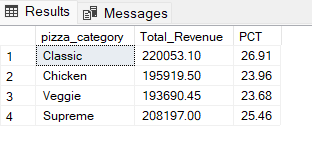 Results Messages
pizza_category Total_Revenue PCT
1 Classic 220053.10 26.91
2 Chicken 195919.50 23.96
3 Veggie 193690.45 23.68
4 Supreme 208197.00 25.46